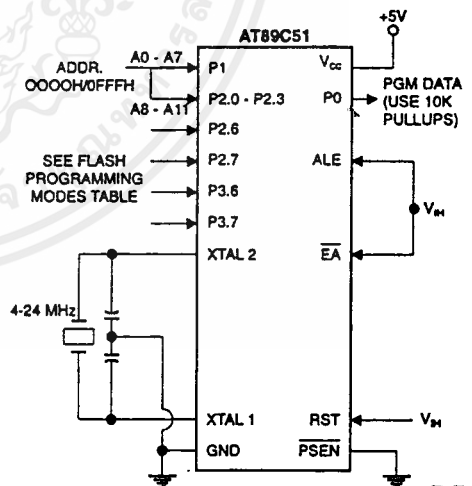 +5V
AT89C51
A0 - A7
P1
VCC
ADDR.
OOOOH/0FFFH
P2.0 - P2.3
P0
PGM DATA
(USE 10K
PULLUPS)
A8 - A11
P2.6
P2.7
ALE
SEE FLASH
PROGRAMMING
MODES TABLE
P3.6
VIH
P3.7
XTAL 2
EA
4-24 MHz
XTAL 1
RST
VIH
GND
PSEN